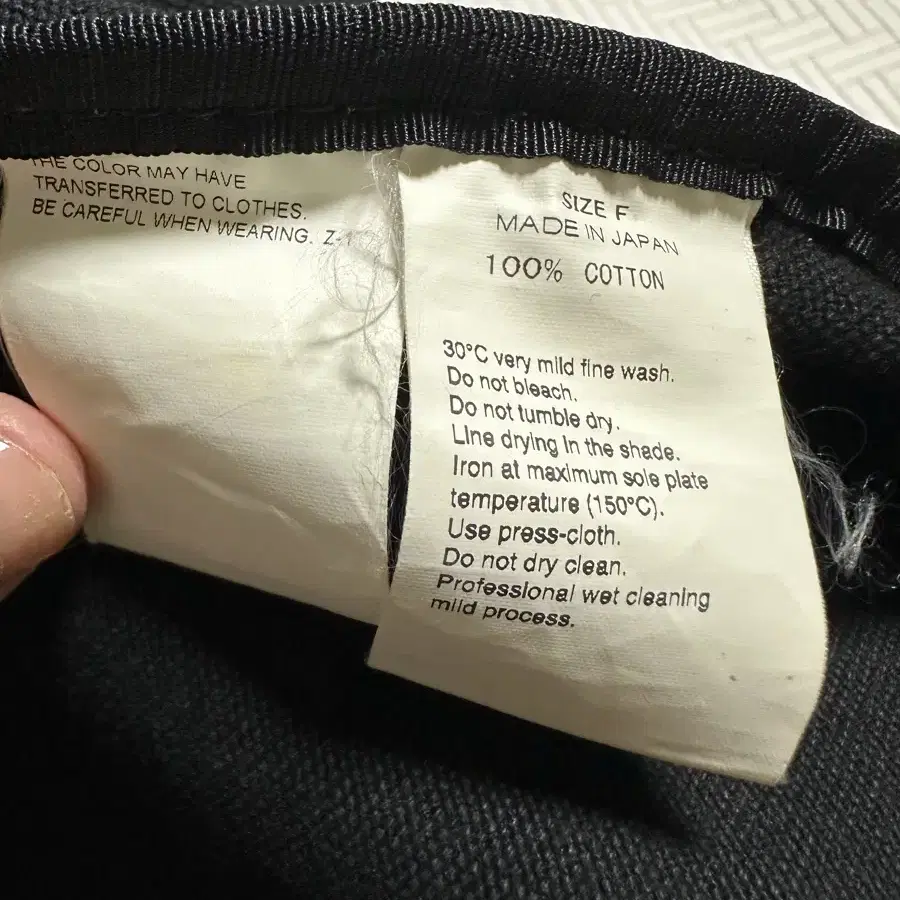 THE COLOR MAY HAVE
TRANSFERRED TO CLOTHES.
BE CAREFUL WHEN WEARING. Z-1
SIZE F
MADE IN JAPAN
100% COTTON
30°C very mild fine wash.
Do not bleach.
Do not tumble dry.
Line drying in the shade.
Iron at maximum sole plate
temperature (150°C).
Use press-cloth.
Do not dry clean.
Professional wet cleaning
mild process.